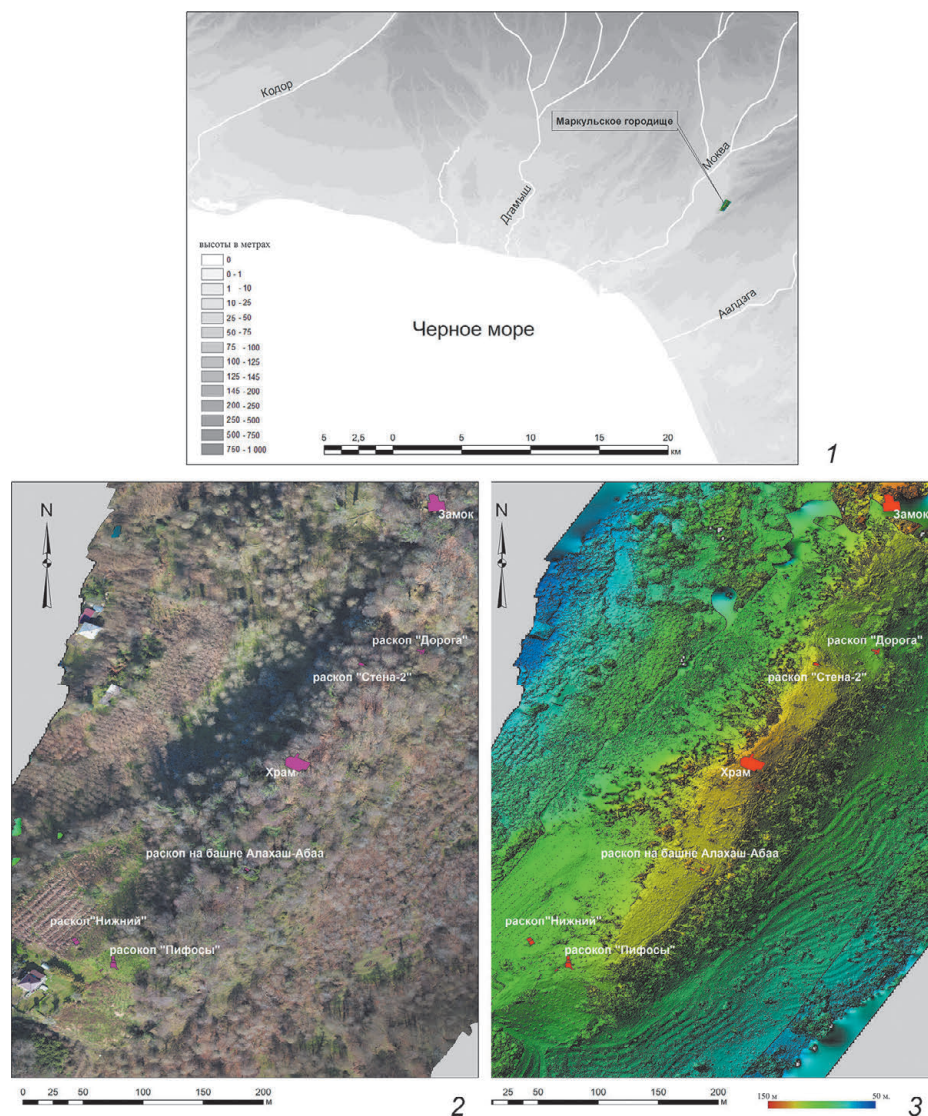 Кодор
Маркульское городище
Моква
Дгамыщ
Аалдзга
высоты в метрах
0
0 - 1
1 - 10
10 - 25
25 - 50
50 - 75
75 - 100
100 - 125
125 - 145
145 - 200
200 - 250
250 - 500
500 - 750
750 - 1 000
Черное море
5 2,5 0 5 10 15 20
км
1
N
Замок
раскоп "Дорога"
раскоп "Стена-2"
Храм
раскоп на башне Алахаш-Абаа
раскоп"Нижний"
расокоп "Пифосы"
0 25 50 100 150 200
М
2
N
Замок
раскоп "Дорога"
раскоп "Стена-2"
Храм
раскоп на башне Алахаш-Абаа
раскоп"Нижний"
раскоп "Пифосы"
25 50 100 150 200
М
150 м
50 м.
3